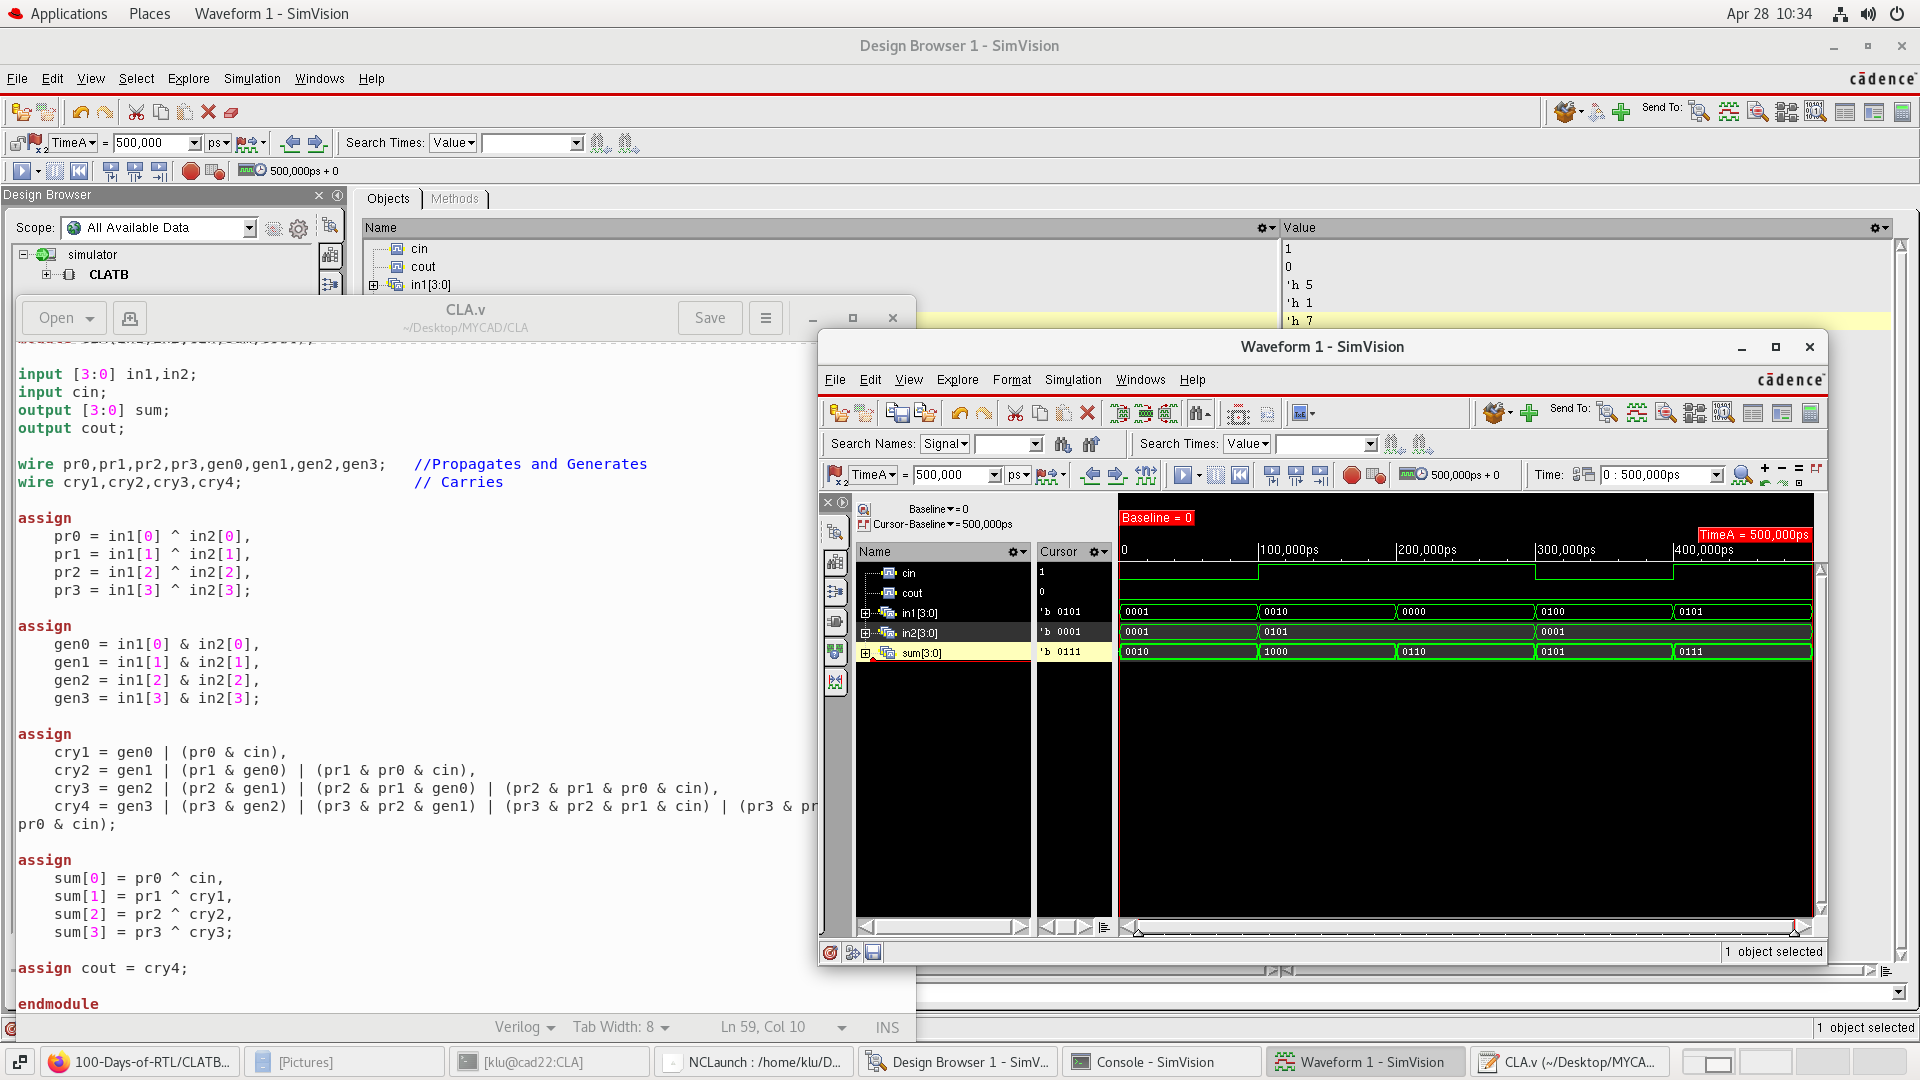 Applications Places Waveform 1 - SimVision Apr 28 10:34
Design Browser 1 - SimVision
File Edit View Select Explore Simulation Windows Help
cādence
Send To:
TimeA = 500,000 ps Search Times: Value
500,000ps + 0
Design Browser
Objects Methods
Scope: All Available Data
Name Value
simulator
CLATB
cin 1
cout 0
in1[3:0] 'h 5
'h 1
'h 7
Open CLA.v Save
~/Desktop/MYCAD/CLA
input [3:0] in1,in2;
input cin;
output [3:0] sum;
output cout;
wire pr0,pr1,pr2,pr3,gen0,gen1,gen2,gen3; //Propagates and Generates
wire cry1,cry2,cry3,cry4; // Carries
assign
pr0 = in1[0] ^ in2[0],
pr1 = in1[1] ^ in2[1],
pr2 = in1[2] ^ in2[2],
pr3 = in1[3] ^ in2[3];
assign
gen0 = in1[0] & in2[0],
gen1 = in1[1] & in2[1],
gen2 = in1[2] & in2[2],
gen3 = in1[3] & in2[3];
assign
cry1 = gen0 | (pr0 & cin),
cry2 = gen1 | (pr1 & gen0) | (pr1 & pr0 & cin),
cry3 = gen2 | (pr2 & gen1) | (pr2 & pr1 & gen0) | (pr2 & pr1 & pr0 & cin),
cry4 = gen3 | (pr3 & gen2) | (pr3 & pr2 & gen1) | (pr3 & pr2 & pr1 & cin) | (pr3 & pr
pr0 & cin);
assign
sum[0] = pr0 ^ cin,
sum[1] = pr1 ^ cry1,
sum[2] = pr2 ^ cry2,
sum[3] = pr3 ^ cry3;
assign cout = cry4;
endmodule
Verilog Tab Width: 8 Ln 59, Col 10 INS
Waveform 1 - SimVision
File Edit View Explore Format Simulation Windows Help
cādence
Send To:
Search Names: Signal Search Times: Value
TimeA = 500,000 ps 500,000ps + 0 Time: 0 : 500,000ps
Baseline = 0
Cursor-Baseline = 500,000ps
Baseline = 0
TimeA = 500,000ps
Name Cursor 0 100,000ps 200,000ps 300,000ps 400,000ps
cin 1
cout 0
in1[3:0] 'b 0101 0001 0010 0000 0100 0101
in2[3:0] 'b 0001 0001 0101 0001
sum[3:0] 'b 0111 0010 1000 0110 0101 0111
1 object selected
1 object selected
100-Days-of-RTL/CLATB... [Pictures] [klu@cad22:CLA] NCLaunch : /home/klu/D... Design Browser 1 - SimV... Console - SimVision Waveform 1 - SimVision CLA.v (~/Desktop/MYCA...